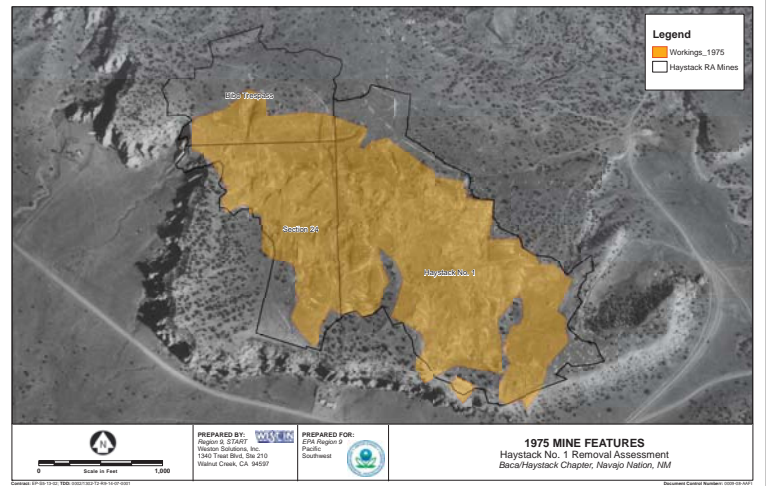 Legend
Workings_1975
Haystack RA Mines
Bibo Trespass
Section 24
Haystack No. 1
N
0
Scale in Feet
1,000
PREPARED BY:
Region 9, START
Weston Solutions, Inc.
1340 Treat Blvd, Ste 210
Walnut Creek, CA 94597
WESTON
SOLUTIONS
PREPARED FOR:
EPA Region 9
Pacific
Southwest
1975 MINE FEATURES
Haystack No. 1 Removal Assessment
Baca/Haystack Chapter, Navajo Nation, NM